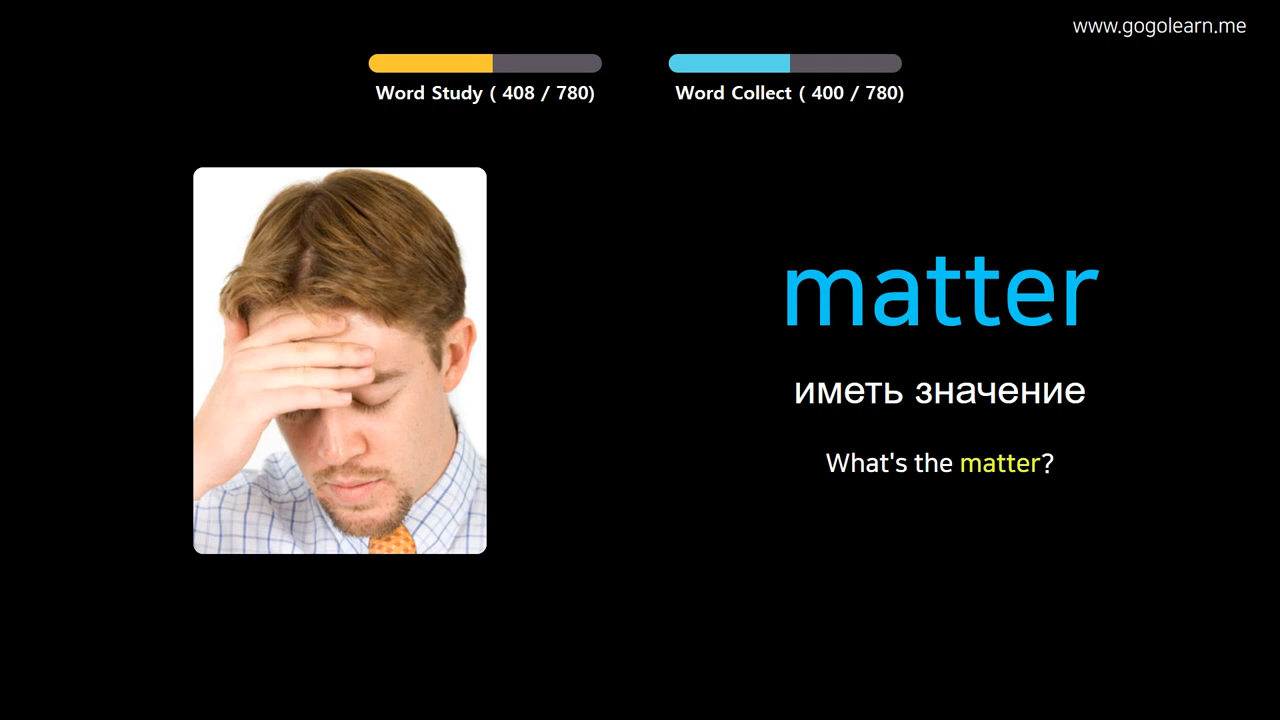 www.gogolearn.me
Word Study ( 408 / 780)
Word Collect ( 400 / 780)
matter
иметь значение
What's the matter?